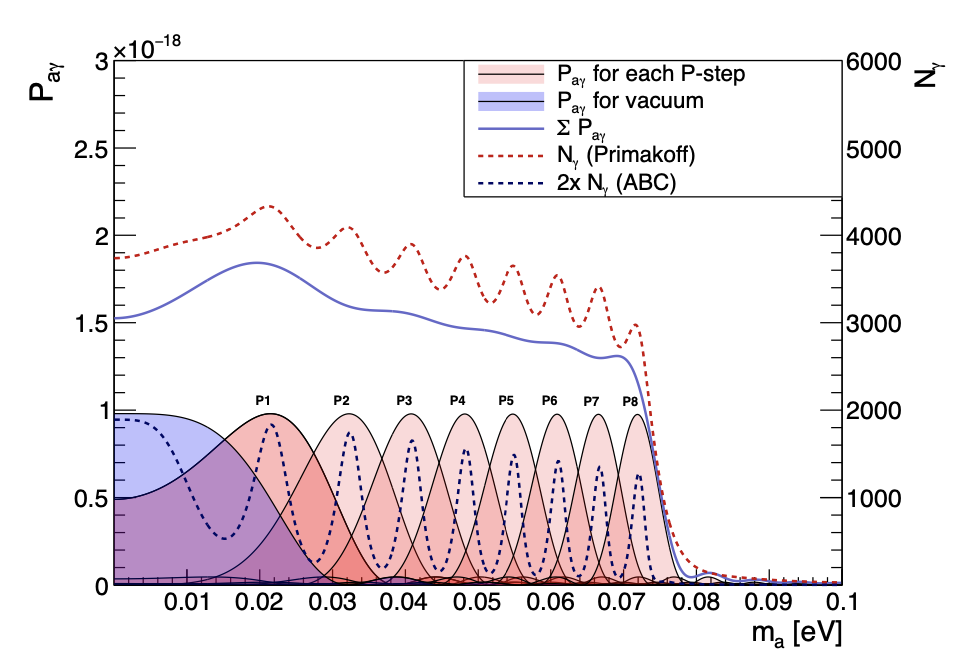 ×10⁻¹⁸
P_aγ
N_γ
3
2.5
2
1.5
1
0.5
0
6000
5000
4000
3000
2000
1000
P_aγ for each P-step
P_aγ for vacuum
Σ P_aγ
N_γ (Primakoff)
2x N_γ (ABC)
P1 P2 P3 P4 P5 P6 P7 P8
0.01 0.02 0.03 0.04 0.05 0.06 0.07 0.08 0.09 0.1
m_a [eV]